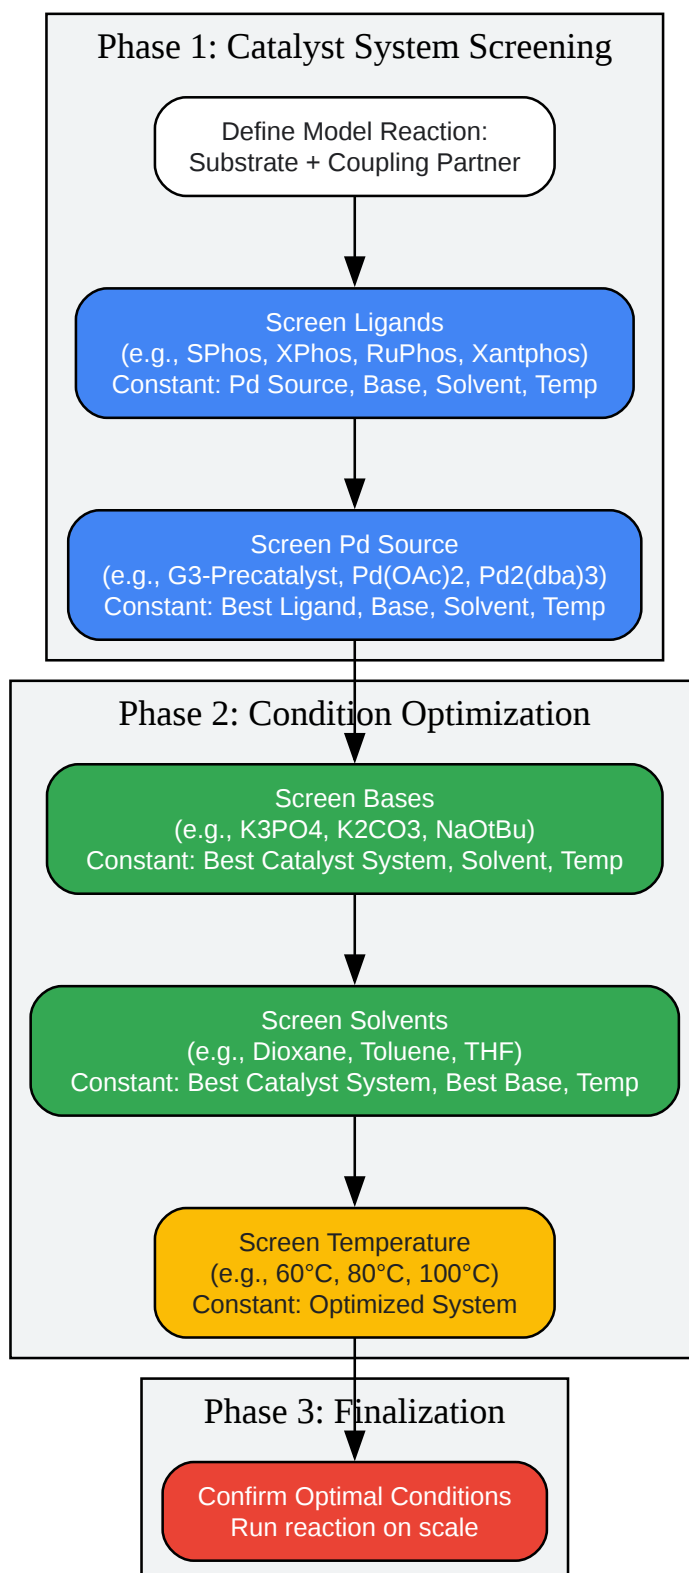 Phase 1: Catalyst System Screening
Define Model Reaction:
Substrate + Coupling Partner
Screen Ligands
(e.g., SPhos, XPhos, RuPhos, Xantphos)
Constant: Pd Source, Base, Solvent, Temp
Screen Pd Source
(e.g., G3-Precatalyst, Pd(OAc)2, Pd2(dba)3)
Constant: Best Ligand, Base, Solvent, Temp
Phase 2: Condition Optimization
Screen Bases
(e.g., K3PO4, K2CO3, NaOtBu)
Constant: Best Catalyst System, Solvent, Temp
Screen Solvents
(e.g., Dioxane, Toluene, THF)
Constant: Best Catalyst System, Best Base, Temp
Screen Temperature
(e.g., 60°C, 80°C, 100°C)
Constant: Optimized System
Phase 3: Finalization
Confirm Optimal Conditions
Run reaction on scale